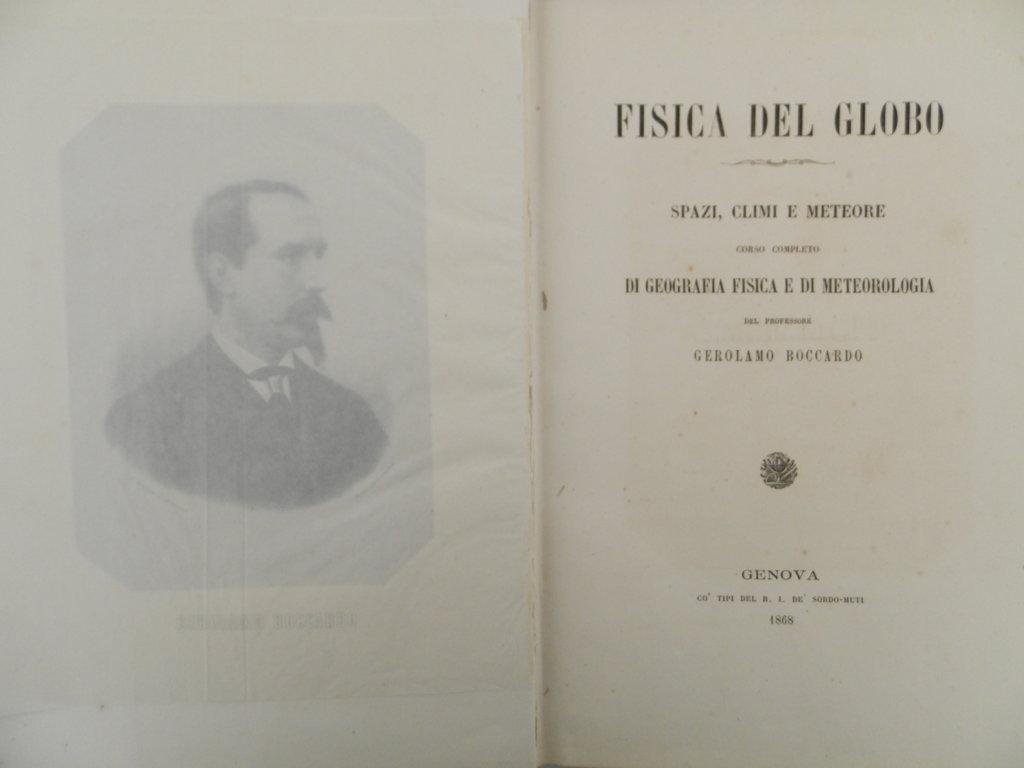 FISICA DEL GLOBO
SPAZI, CLIMI E METEORE
CORSO COMPLETO
DI GEOGRAFIA FISICA E DI METEOROLOGIA
DEL PROFESSORE
GEROLAMO BOCCARDO
GENOVA
CO' TIPI DEL R. I. DE' SORDO-MUTI
1868